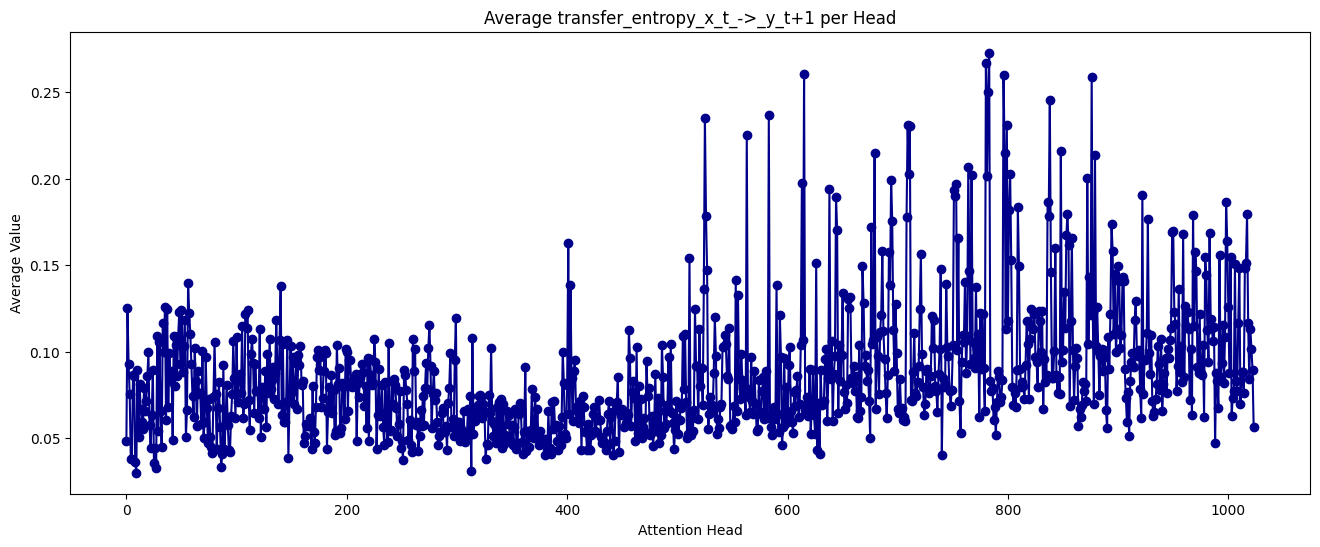 Average transfer_entropy_x_t_->_y_t+1 per Head
Average Value
0.25
0.20
0.15
0.10
0.05
0 200 400 600 800 1000
Attention Head